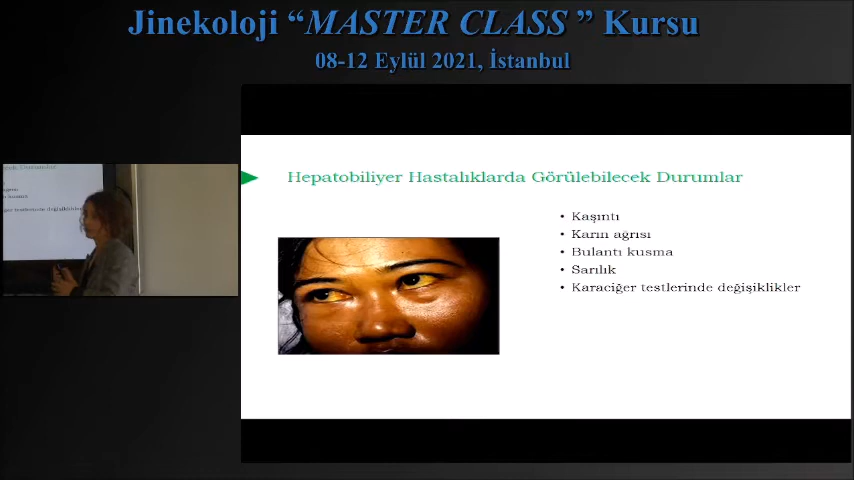 Jinekoloji “MASTER CLASS ” Kursu
08-12 Eylül 2021, İstanbul
Hepatobiliyer Hastalıklarda Görülebilecek Durumlar
• Kaşıntı
• Karın ağrısı
• Bulantı kusma
• Sarılık
• Karaciğer testlerinde değişiklikler